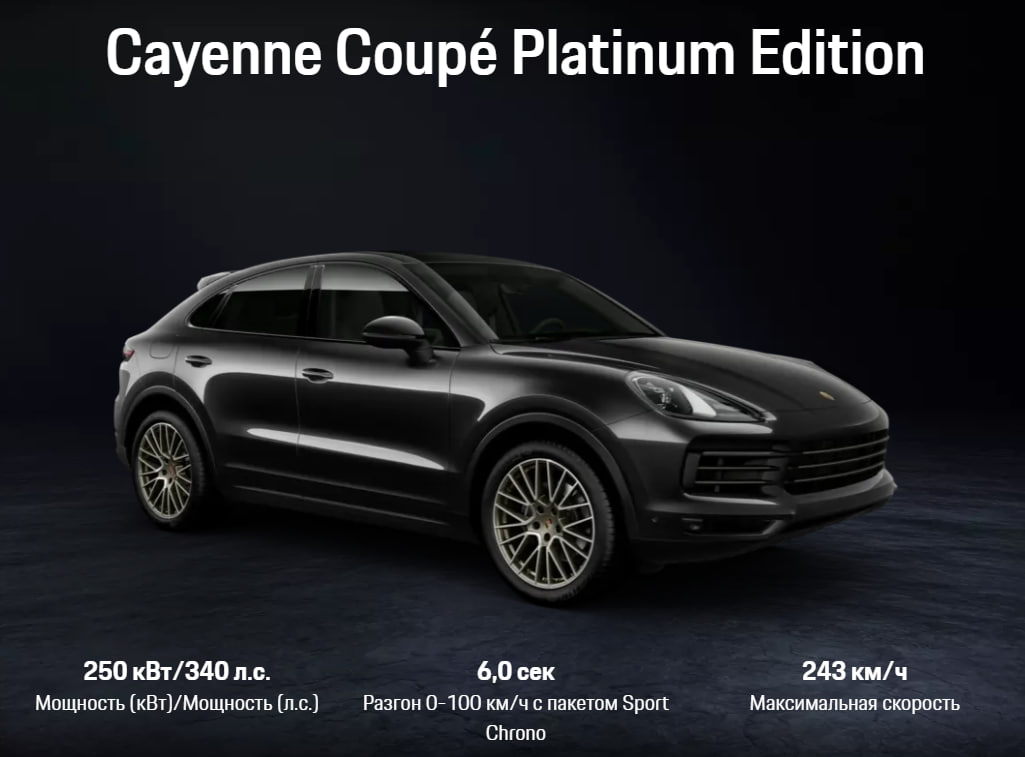 Cayenne Coupé Platinum Edition
250 кВт/340 л.с.
Мощность (кВт)/Мощность (л.с.)
6,0 сек
Разгон 0-100 км/ч с пакетом Sport
Chrono
243 км/ч
Максимальная скорость